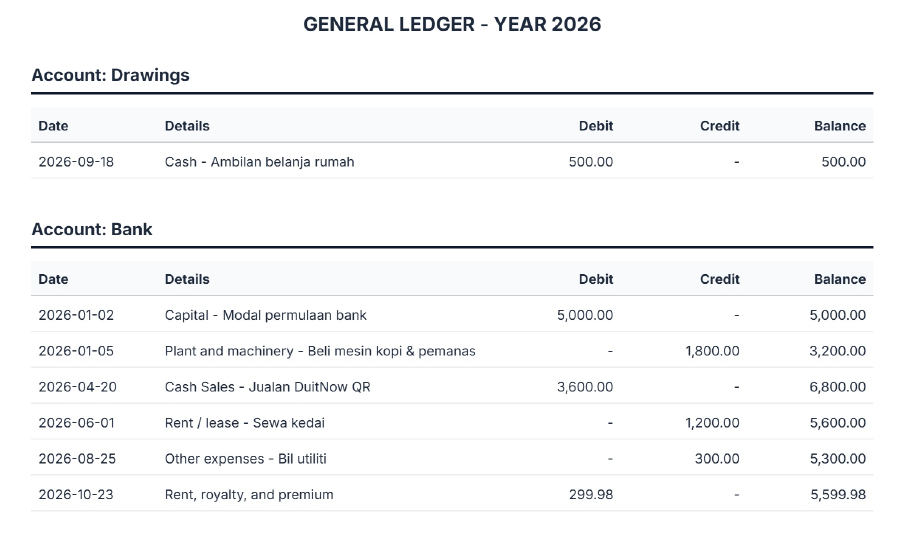 GENERAL LEDGER - YEAR 2026
Account: Drawings
Date Details Debit Credit Balance
2026-09-18 Cash - Ambilan belanja rumah 500.00 - 500.00
Account: Bank
Date Details Debit Credit Balance
2026-01-02 Capital - Modal permulaan bank 5,000.00 - 5,000.00
2026-01-05 Plant and machinery - Beli mesin kopi & pemanas - 1,800.00 3,200.00
2026-04-20 Cash Sales - Jualan DuitNow QR 3,600.00 - 6,800.00
2026-06-01 Rent / lease - Sewa kedai - 1,200.00 5,600.00
2026-08-25 Other expenses - Bil utiliti - 300.00 5,300.00
2026-10-23 Rent, royalty, and premium 299.98 - 5,599.98